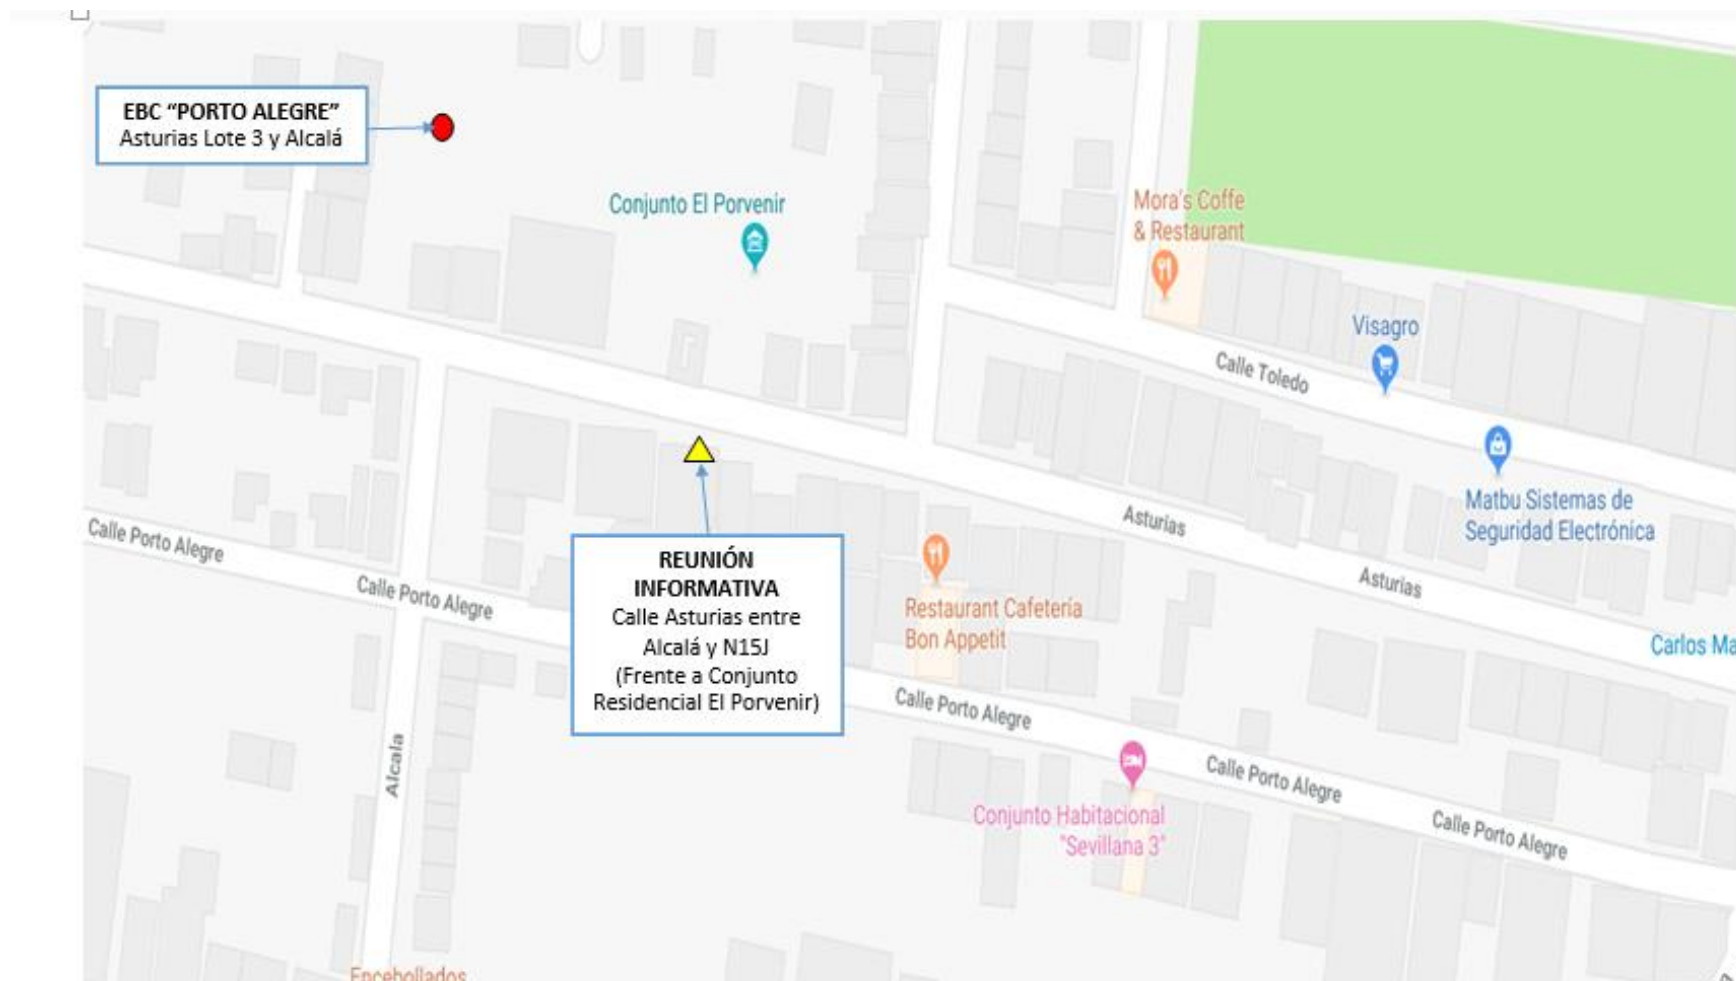 EBC “PORTO ALEGRE”
Asturias Lote 3 y Alcalá
Conjunto El Porvenir
Mora's Coffe
& Restaurant
Visagro
Calle Toledo
Matbu Sistemas de
Seguridad Electrónica
Asturias
Asturias
Calle Porto Alegre
Calle Porto Alegre
REUNIÓN
INFORMATIVA
Calle Asturias entre
Alcalá y N15J
(Frente a Conjunto
Residencial El Porvenir)
Restaurant Cafetería
Bon Appetit
Carlos Ma
Calle Porto Alegre
Calle Porto Alegre
Calle Porto Alegre
Alcala
Conjunto Habitacional
"Sevillana 3"
Encebollados